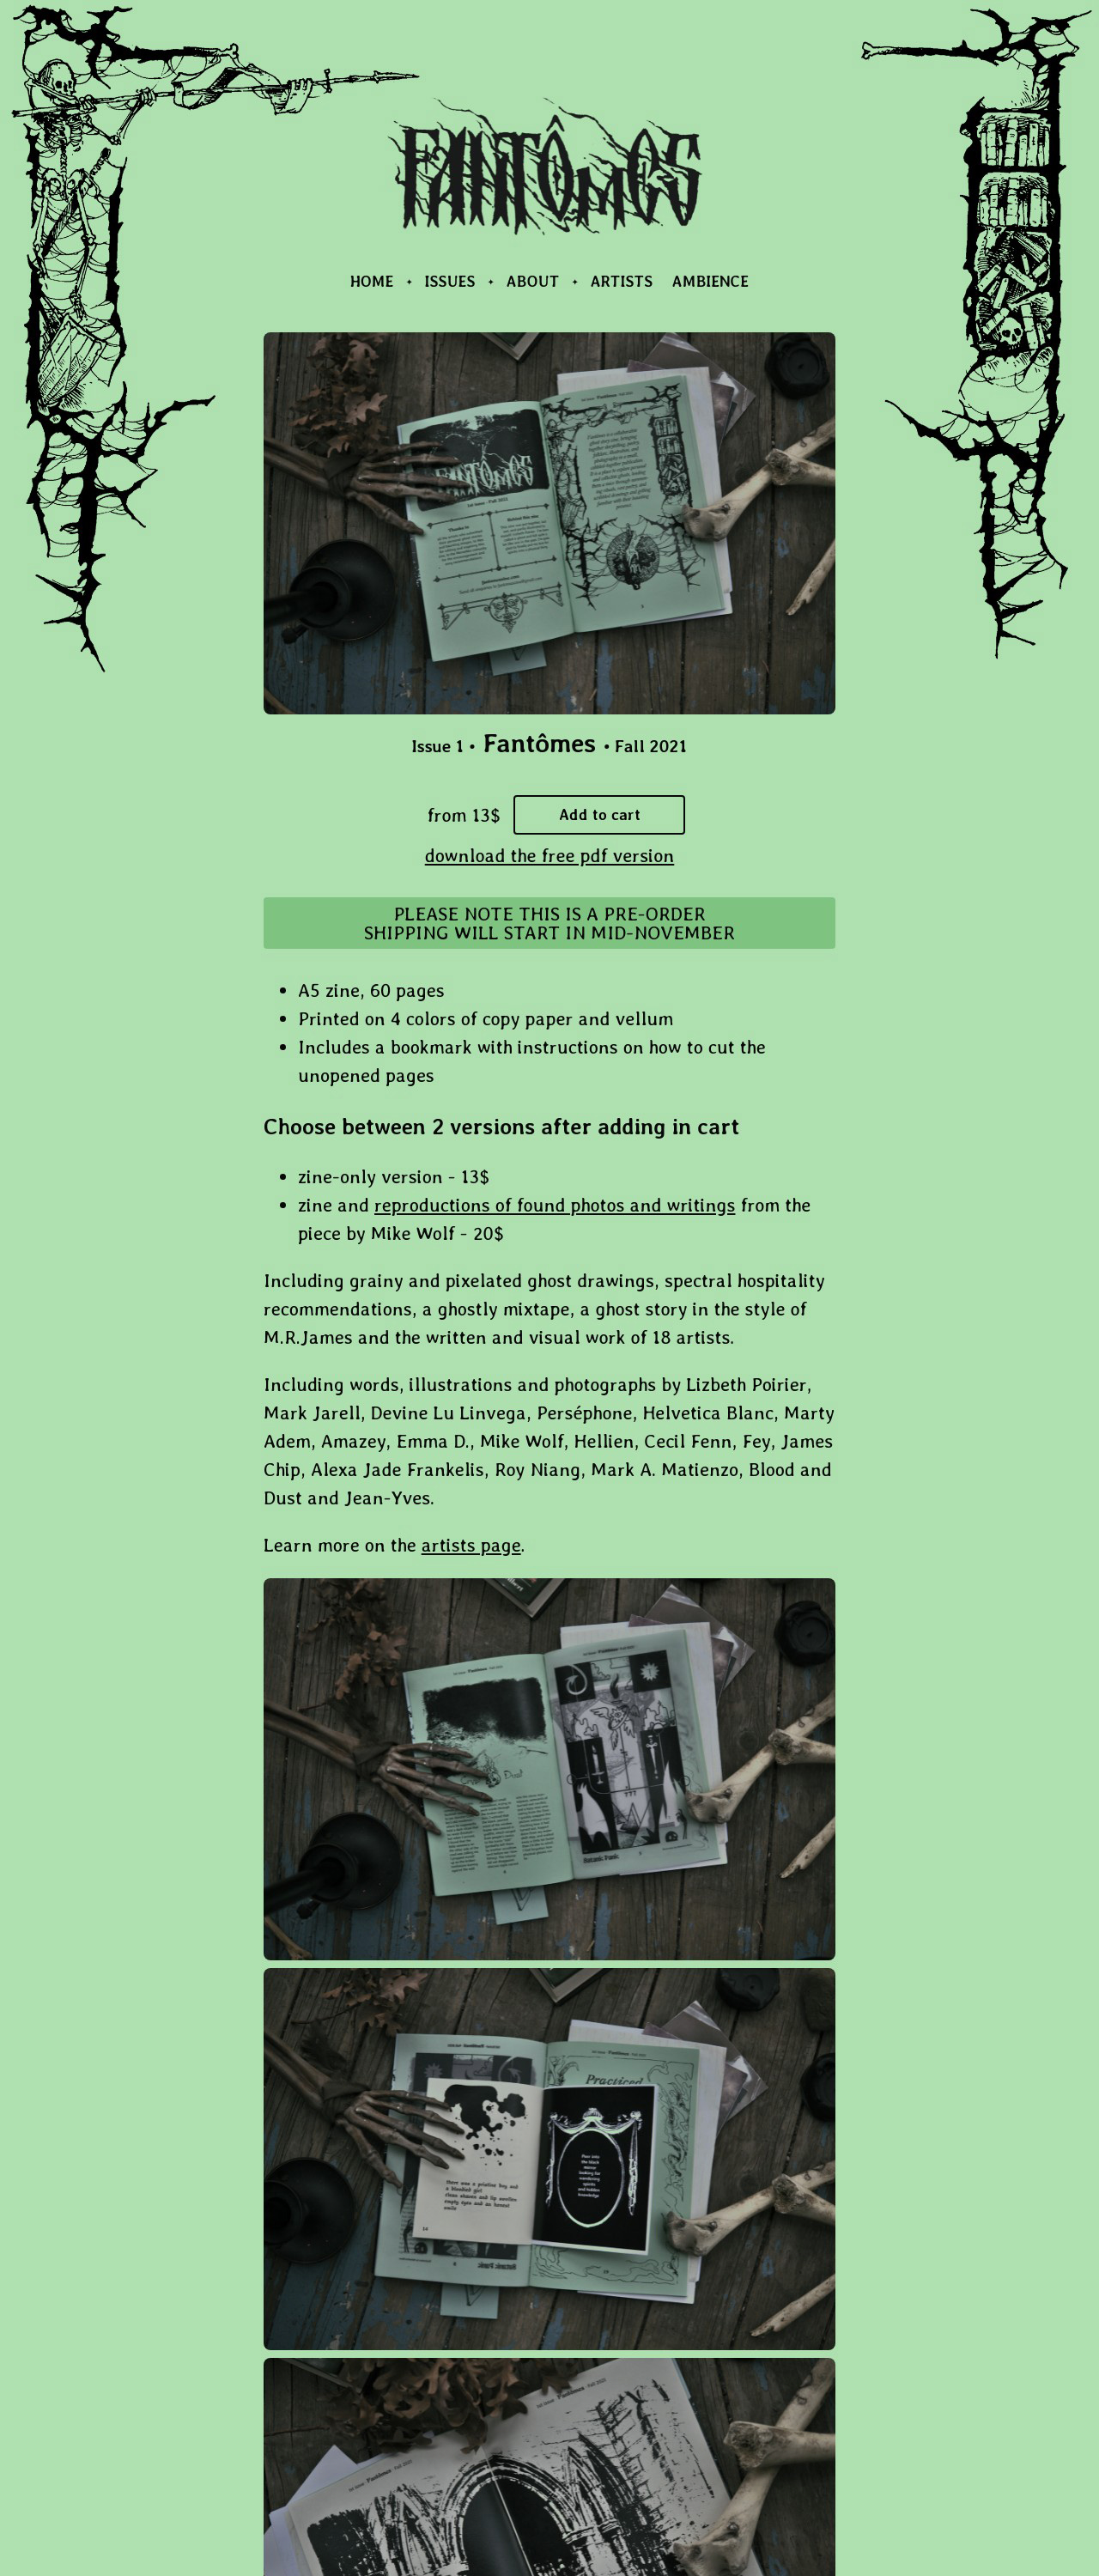 FANTÔMES
HOME ✦ ISSUES ✦ ABOUT ✦ ARTISTS AMBIENCE
FANTÔMES
Issue 1 • Fantômes • Fall 2021
from 13$ Add to cart
download the free pdf version
PLEASE NOTE THIS IS A PRE-ORDER
SHIPPING WILL START IN MID-NOVEMBER
• A5 zine, 60 pages
• Printed on 4 colors of copy paper and vellum
• Includes a bookmark with instructions on how to cut the
unopened pages
Choose between 2 versions after adding in cart
• zine-only version - 13$
• zine and reproductions of found photos and writings from the
piece by Mike Wolf - 20$
Including grainy and pixelated ghost drawings, spectral hospitality
recommendations, a ghostly mixtape, a ghost story in the style of
M.R.James and the written and visual work of 18 artists.
Including words, illustrations and photographs by Lizbeth Poirier,
Mark Jarell, Devine Lu Linvega, Perséphone, Helvetica Blanc, Marty
Adem, Amazey, Emma D., Mike Wolf, Hellien, Cecil Fenn, Fey, James
Chip, Alexa Jade Frankelis, Roy Niang, Mark A. Matienzo, Blood and
Dust and Jean-Yves.
Learn more on the artists page.
Practiced